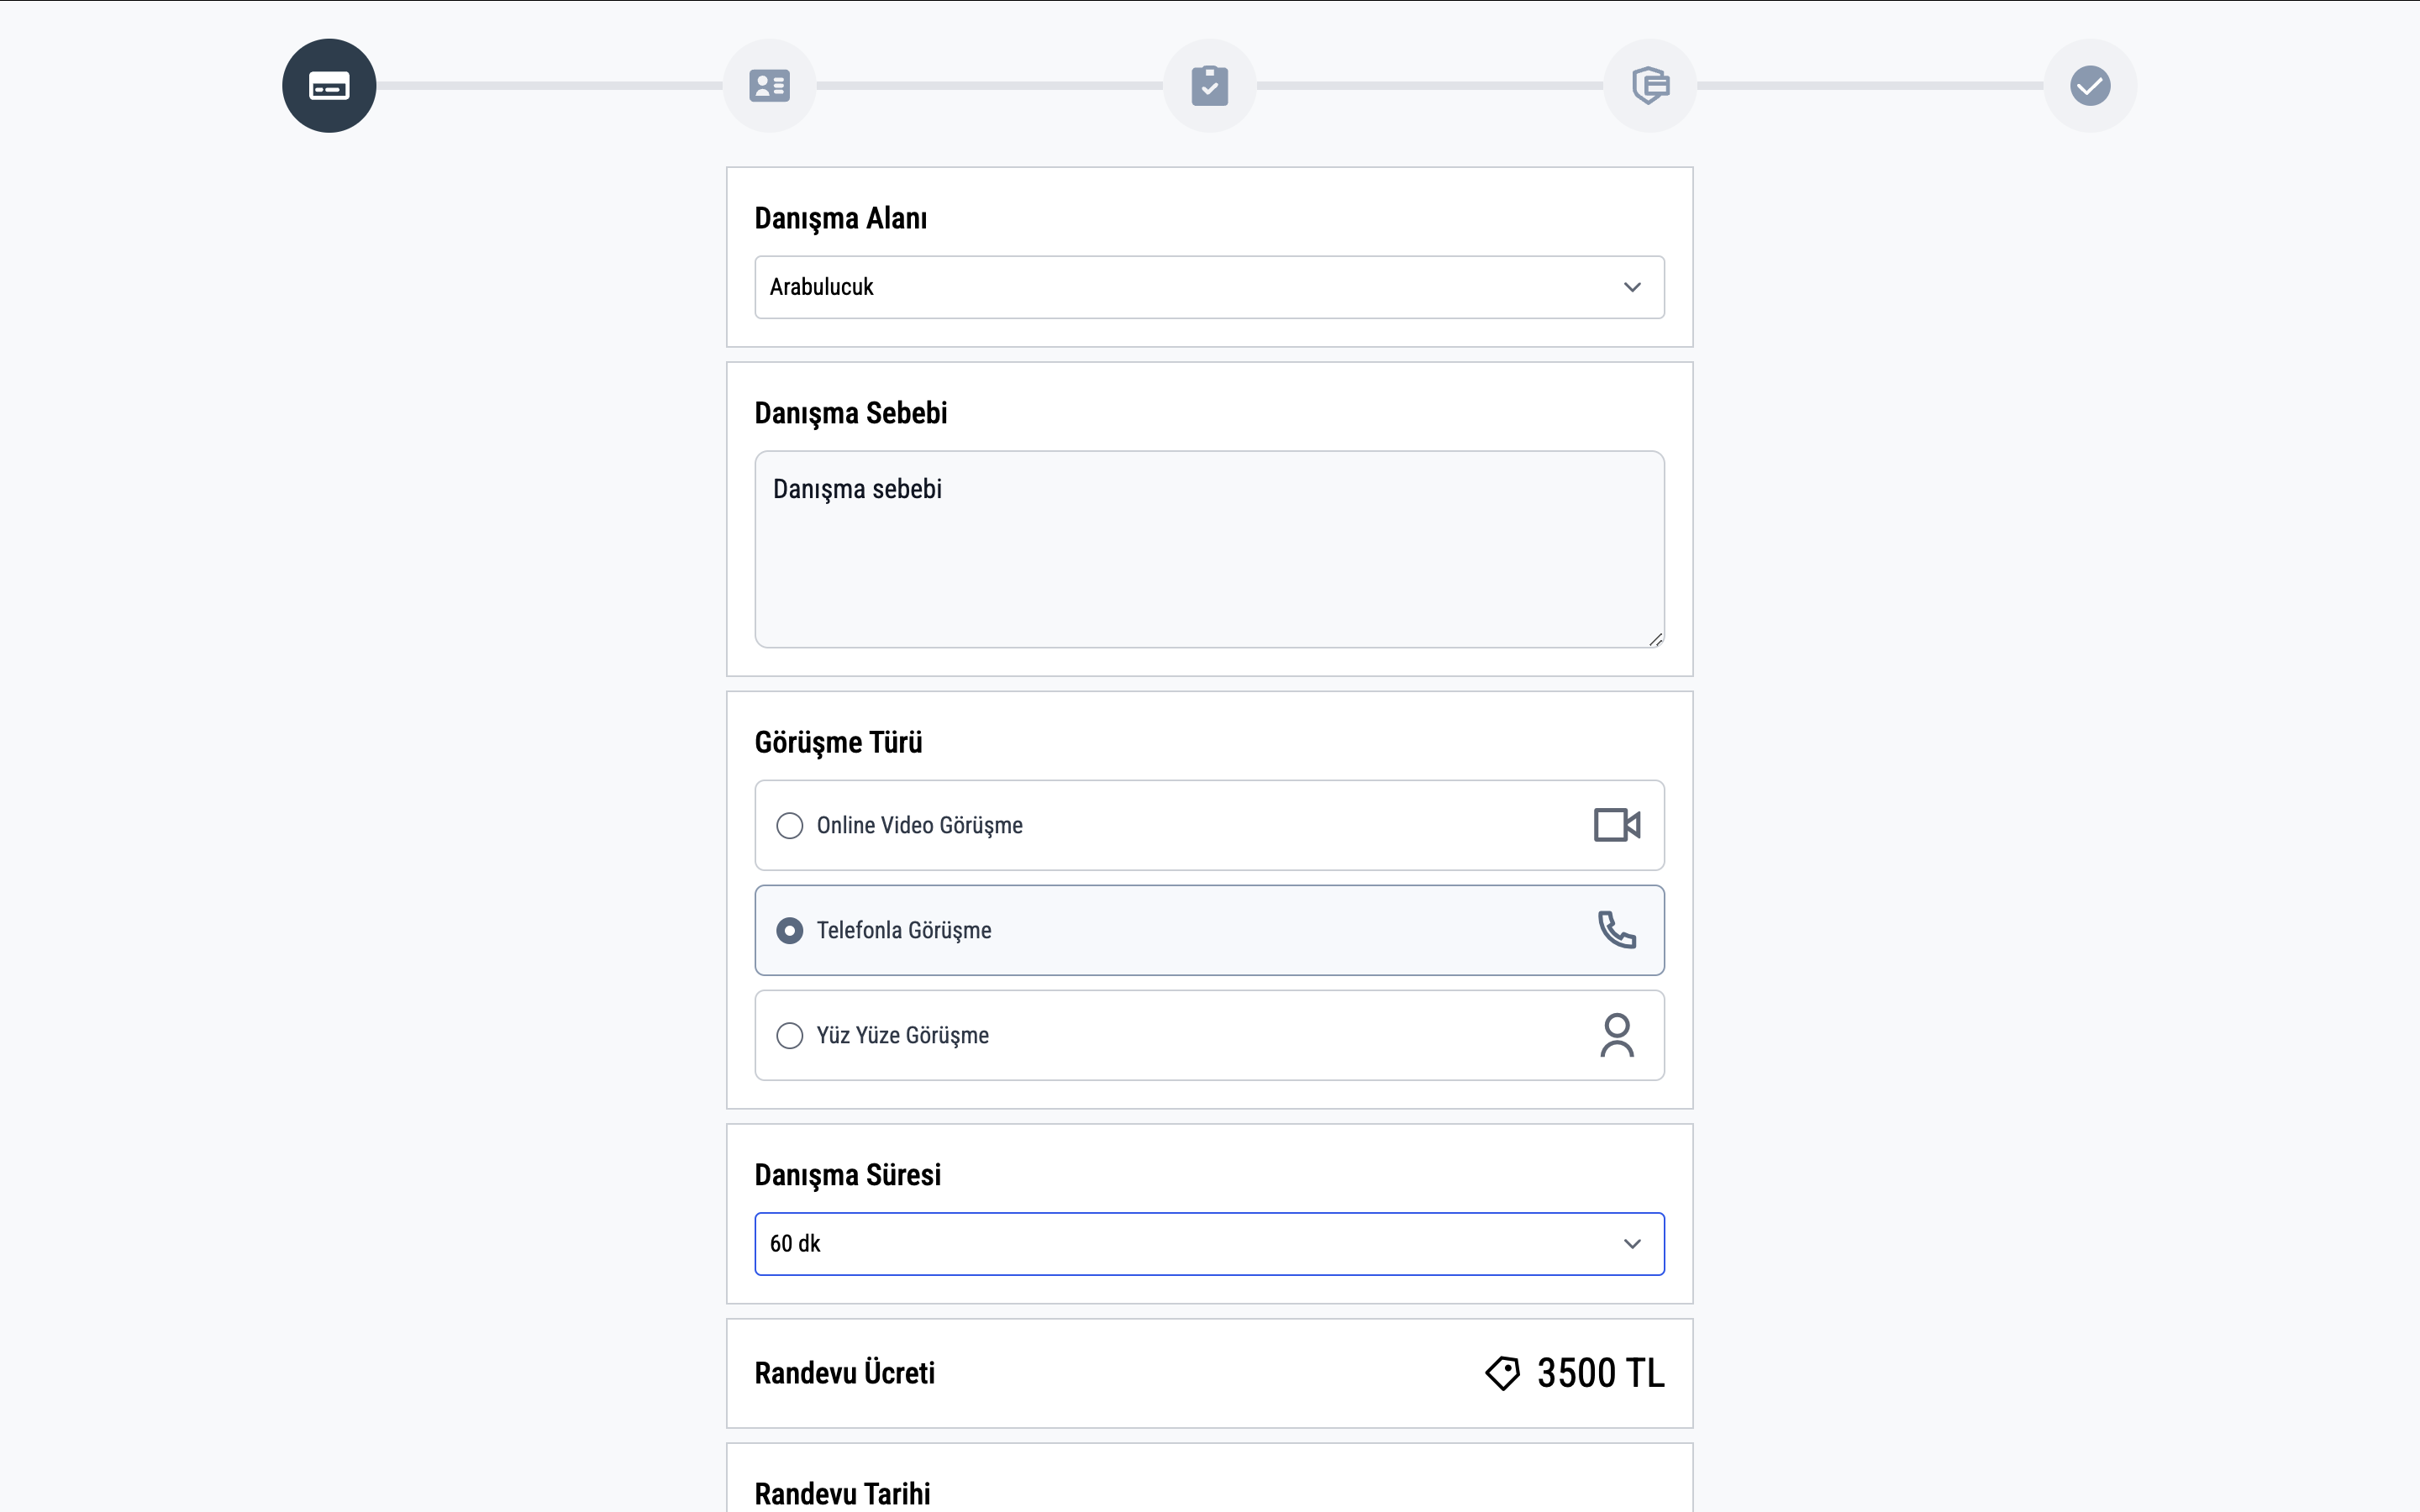 Danışma Alanı
Arabulucuk
Danışma Sebebi
Danışma sebebi
Görüşme Türü
Online Video Görüşme
Telefonla Görüşme
Yüz Yüze Görüşme
Danışma Süresi
60 dk
Randevu Ücreti
3500 TL
Randevu Tarihi